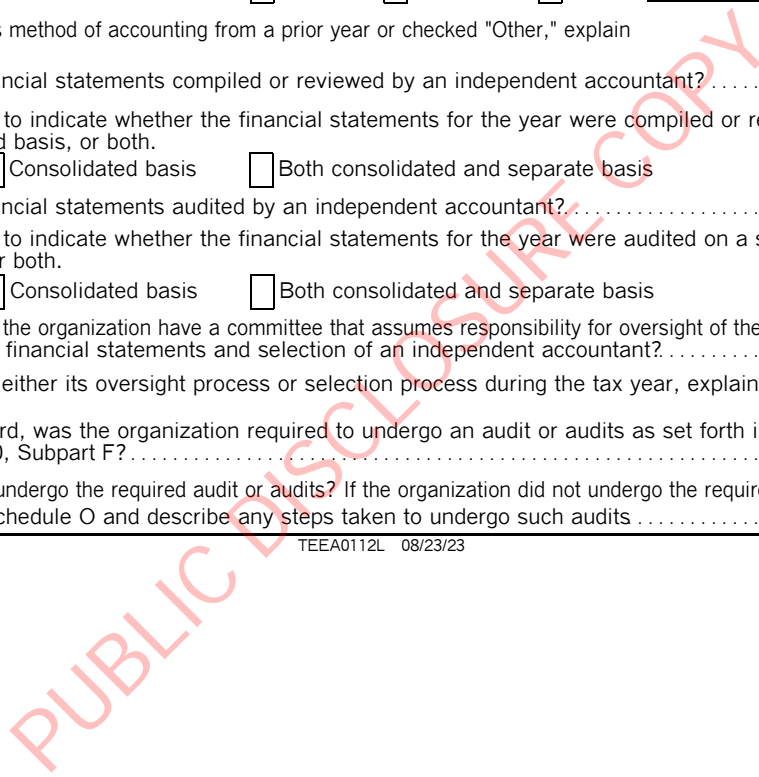 method of accounting from a prior year or checked "Other," explain
ncial statements compiled or reviewed by an independent accountant?.....
to indicate whether the financial statements for the year were compiled or
d basis, or both.
Consolidated basis Both consolidated and separate basis
ncial statements audited by an independent accountant?...................
to indicate whether the financial statements for the year were audited on a s
r both.
Consolidated basis Both consolidated and separate basis
the organization have a committee that assumes responsibility for oversight of the
financial statements and selection of an independent accountant?.........
either its oversight process or selection process during the tax year, explain
rd, was the organization required to undergo an audit or audits as set forth i
, Subpart F?............................................................
undergo the required audit or audits? If the organization did not undergo the requir
chedule O and describe any steps taken to undergo such audits............
TEEA0112L 08/23/23
PUBLIC DISCLOSURE COPY